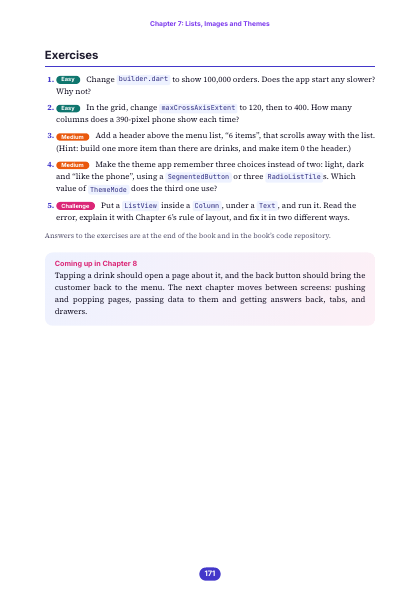 Chapter 7: Lists, Images and Themes
Exercises
1. Easy Change builder.dart to show 100,000 orders. Does the app start any slower?
Why not?
2. Easy In the grid, change maxCrossAxisExtent to 120, then to 400. How many
columns does a 390-pixel phone show each time?
3. Medium Add a header above the menu list, “6 items”, that scrolls away with the list.
(Hint: build one more item than there are drinks, and make item 0 the header.)
4. Medium Make the theme app remember three choices instead of two: light, dark
and “like the phone”, using a SegmentedButton or three RadioListTile s. Which
value of ThemeMode does the third one use?
5. Challenge Put a ListView inside a Column , under a Text , and run it. Read the
error, explain it with Chapter 6’s rule of layout, and fix it in two different ways.
Answers to the exercises are at the end of the book and in the book’s code repository.
Coming up in Chapter 8
Tapping a drink should open a page about it, and the back button should bring the
customer back to the menu. The next chapter moves between screens: pushing
and popping pages, passing data to them and getting answers back, tabs, and
drawers.
171